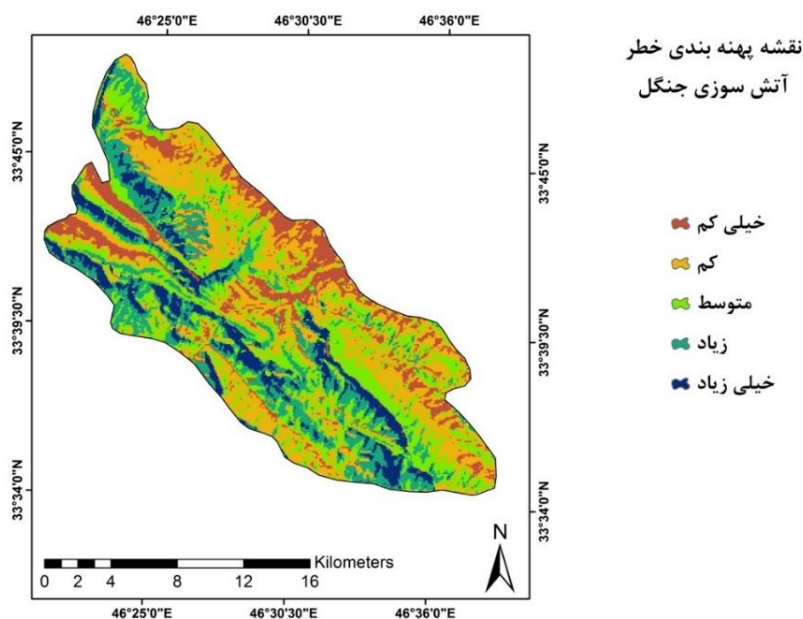 نقشه پهنه بندی خطر
آتش سوزی جنگل
46°25'0"E 46°30'30"E 46°36'0"E
33°45'0"N
33°39'30"N
33°34'0"N
33°45'0"N
33°39'30"N
33°34'0"N
خیلی کم
کم
متوسط
زیاد
خیلی زیاد
N
Kilometers
0 2 4 8 12 16
46°25'0"E 46°30'30"E 46°36'0"E